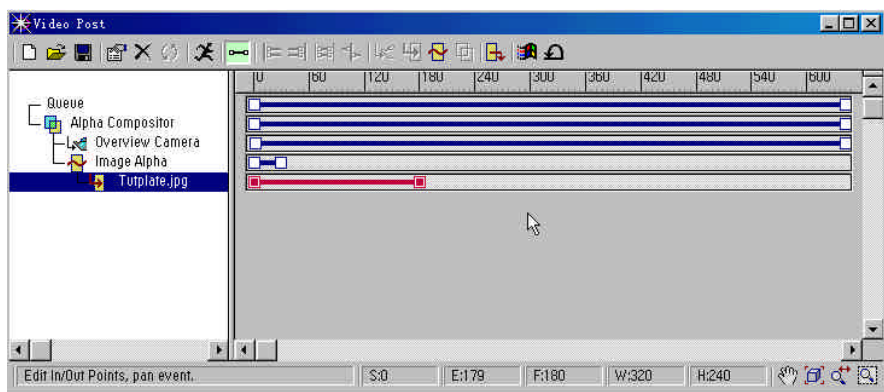 Video Post
0 60 120 180 240 300 360 420 480 540 600
Queue
Alpha Compositor
Overview Camera
Image Alpha
Tutplate.jpg
Edit In/Out Points, pan event. S:0 E:179 F:180 W:320 H:240